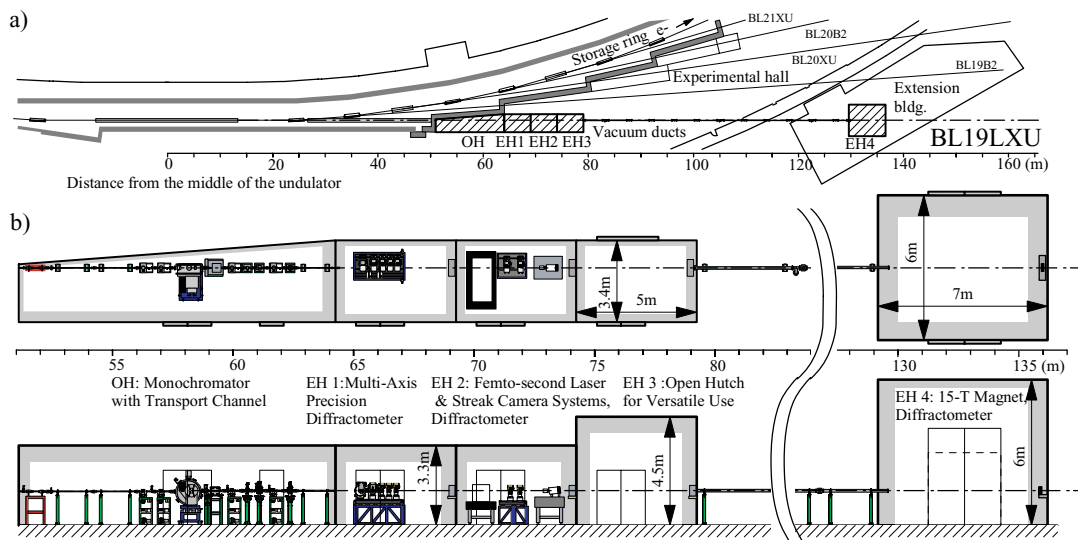 a)
BL21XU
Storage ring e-
BL20B2
BL20XU
Experimental hall
BL19B2
Extension
bldg.
Vacuum ducts
BL19LXU
OH EH1 EH2 EH3
EH4
0 20 40 60 80 100 120 140 160 (m)
Distance from the middle of the undulator
b)
3.4m
5m
6m
7m
55 60 65 70 75 80 83 130 135 (m)
OH: Monochromator
with Transport Channel
EH 1:Multi-Axis
Precision
Diffractometer
EH 2: Femto-second Laser
& Streak Camera Systems,
Diffractometer
EH 3 :Open Hutch
for Versatile Use
EH 4: 15-T Magnet,
Diffractometer
3.3m
4.5m
6m